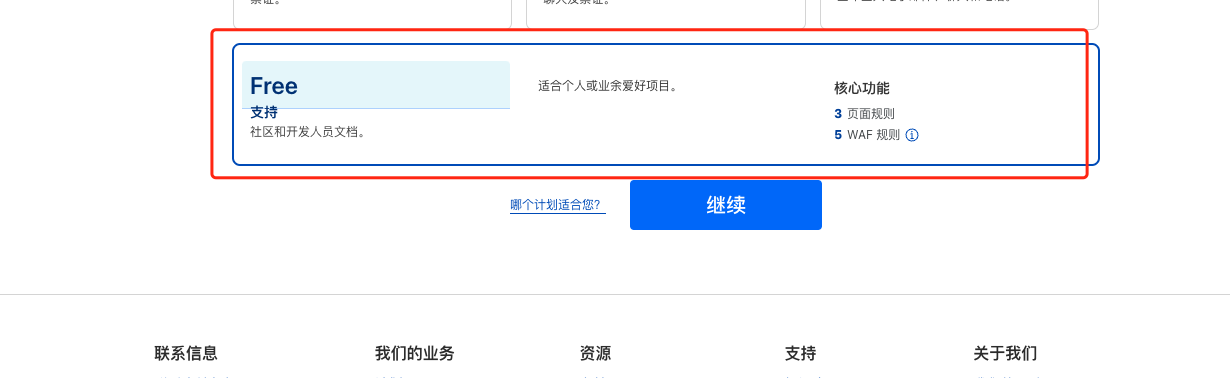 Free
支持
社区和开发人员文档。
适合个人或业余爱好项目。
核心功能
3 页面规则
5 WAF 规则
哪个计划适合您?
继续
联系信息
我们的业务
资源
支持
关于我们